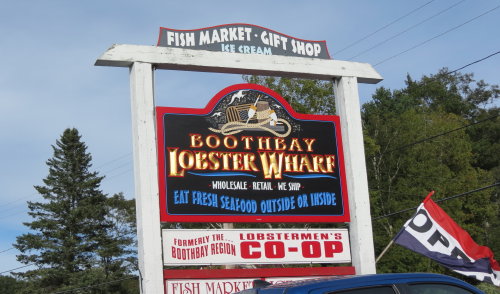 FISH MARKET · GIFT SHOP
ICE CREAM
BOOTHBAY
LOBSTER WHARF
· WHOLESALE · RETAIL · WE SHIP ·
EAT FRESH SEAFOOD OUTSIDE OR INSIDE
FORMERLY THE...
BOOTHBAY REGION
LOBSTERMEN'S
CO-OP
FISH MARKET
OPEN